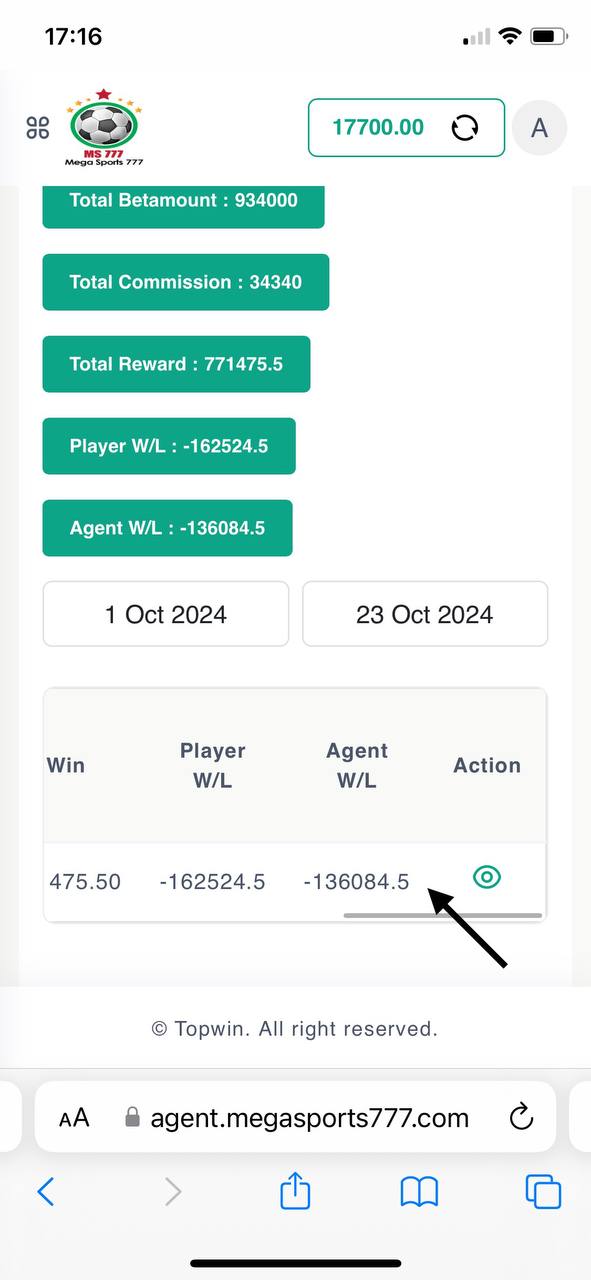 17:16
MS 777
Mega Sports 777
17700.00
A
Total Betamount : 934000
Total Commission : 34340
Total Reward : 771475.5
Player W/L : -162524.5
Agent W/L : -136084.5
1 Oct 2024
23 Oct 2024
Win
Player
W/L
Agent
W/L
Action
475.50
-162524.5
-136084.5
© Topwin. All right reserved.
AA
agent.megasports777.com